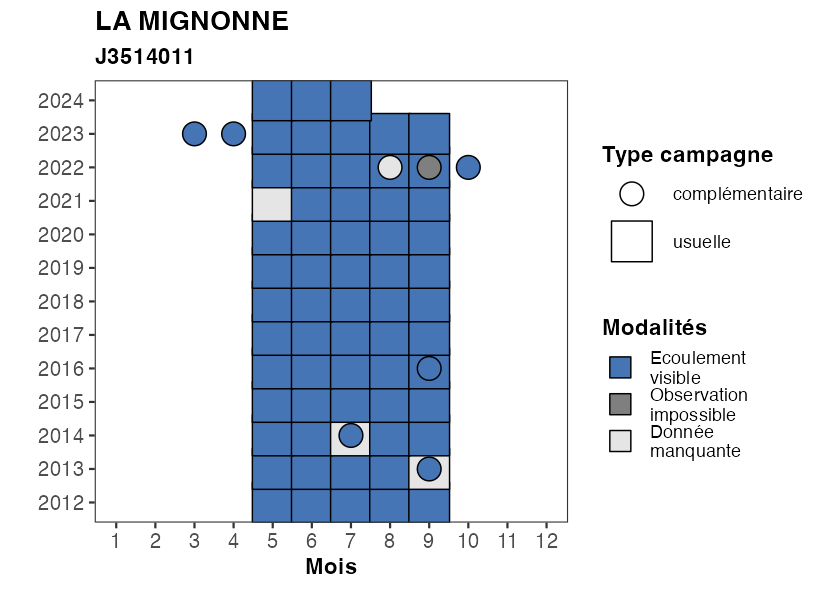 LA MIGNONNE
J3514011
2024
2023
2022
2021
2020
2019
2018
2017
2016
2015
2014
2013
2012
1 2 3 4 5 6 7 8 9 10 11 12
Mois
Type campagne
complémentaire
usuelle
Modalités
Ecoulement
visible
Observation
impossible
Donnée
manquante